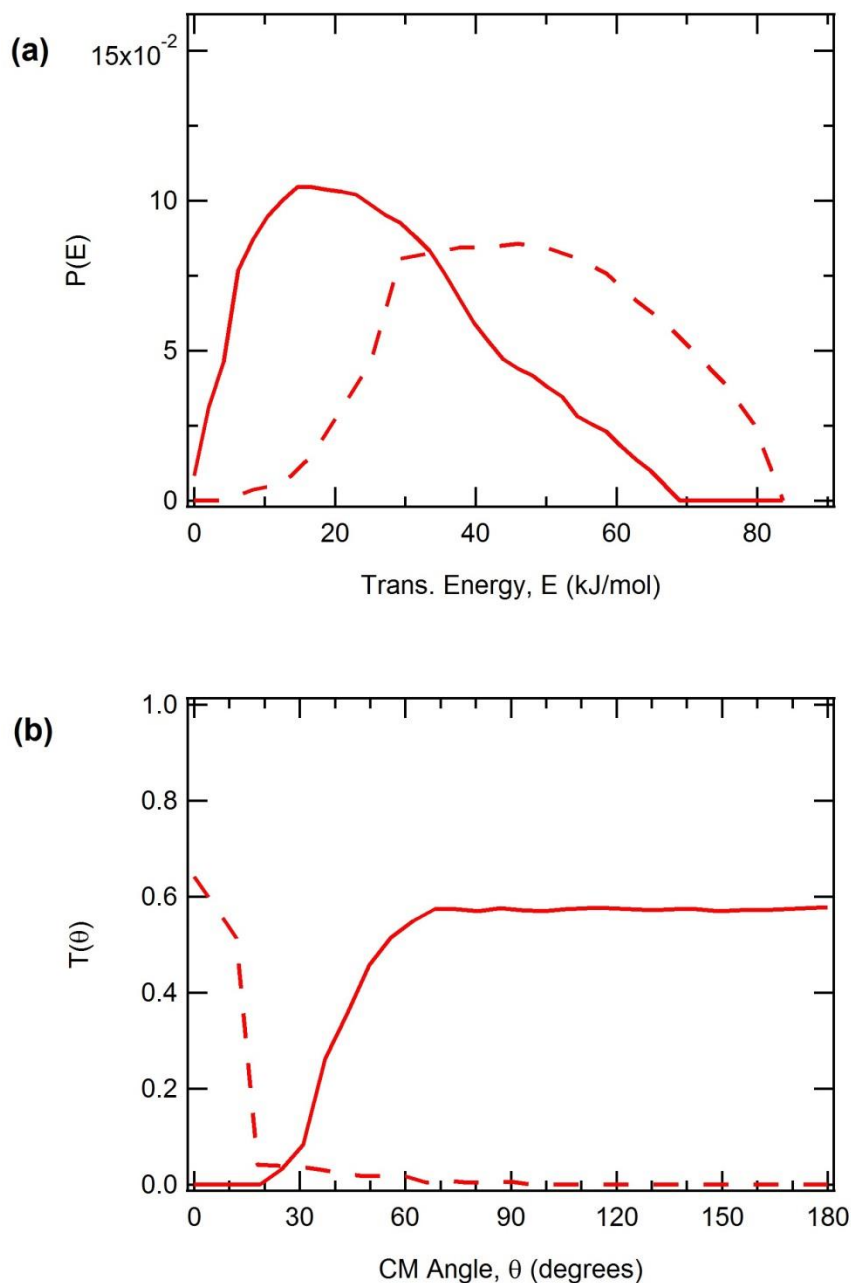 (a)
15x10⁻²
10
5
0
P(E)
0 20 40 60 80
Trans. Energy, E (kJ/mol)
(b)
1.0
0.8
0.6
0.4
0.2
0.0
T(θ)
0 30 60 90 120 150 180
CM Angle, θ (degrees)